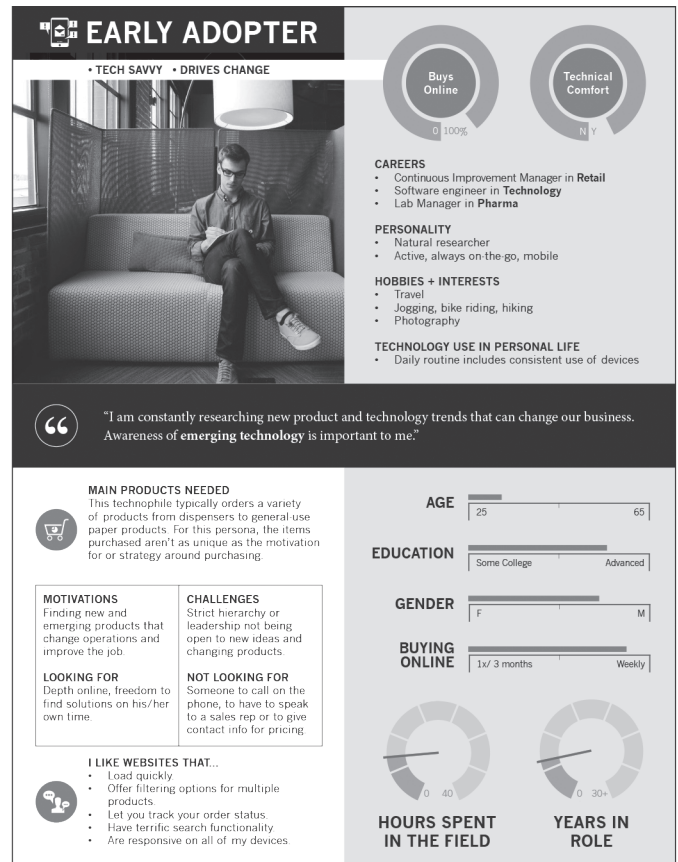 EARLY ADOPTER
• TECH SAVVY • DRIVES CHANGE
Buys
Online
0 100%
Technical
Comfort
N Y
CAREERS
• Continuous Improvement Manager in Retail
• Software engineer in Technology
• Lab Manager in Pharma
PERSONALITY
• Natural researcher
• Active, always on-the-go, mobile
HOBBIES + INTERESTS
• Travel
• Jogging, bike riding, hiking
• Photography
TECHNOLOGY USE IN PERSONAL LIFE
• Daily routine includes consistent use of devices
“I am constantly researching new product and technology trends that can change our business.
Awareness of emerging technology is important to me.”
MAIN PRODUCTS NEEDED
This technophile typically orders a variety
of products from dispensers to general-use
paper products. For this persona, the items
purchased aren’t as unique as the motivation
for or strategy around purchasing.
MOTIVATIONS
Finding new and
emerging products that
change operations and
improve the job.
CHALLENGES
Strict hierarchy or
leadership not being
open to new ideas and
changing products.
LOOKING FOR
Depth online, freedom to
find solutions on his/her
own time.
NOT LOOKING FOR
Someone to call on the
phone, to have to speak
to a sales rep or to give
contact info for pricing.
I LIKE WEBSITES THAT...
• Load quickly.
• Offer filtering options for multiple
products.
• Let you track your order status.
• Have terrific search functionality.
• Are responsive on all of my devices.
AGE
25 65
EDUCATION
Some College Advanced
GENDER
F M
BUYING
ONLINE
1x/ 3 months Weekly
0 40
HOURS SPENT
IN THE FIELD
0 30+
YEARS IN
ROLE